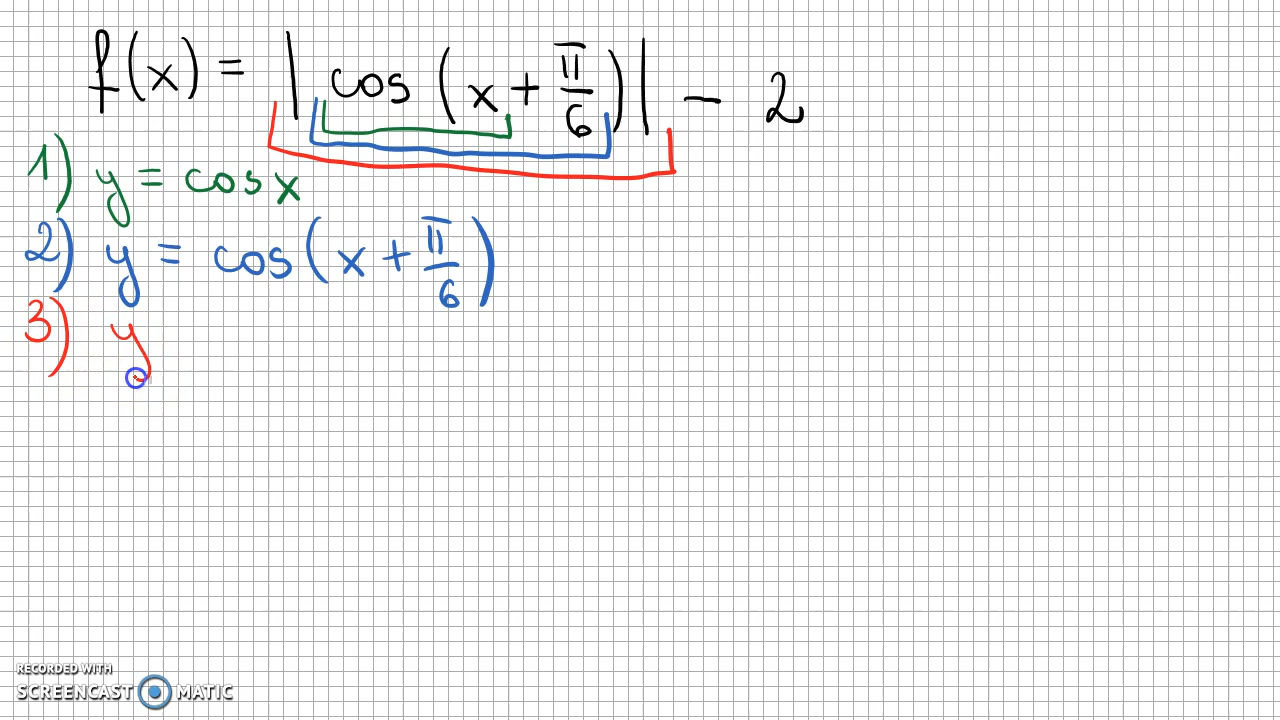 f(x) = |cos(x + π/6)| - 2
1) y = cos x
2) y = cos(x + π/6)
3) y
RECORDED WITH
SCREENCAST MATIC